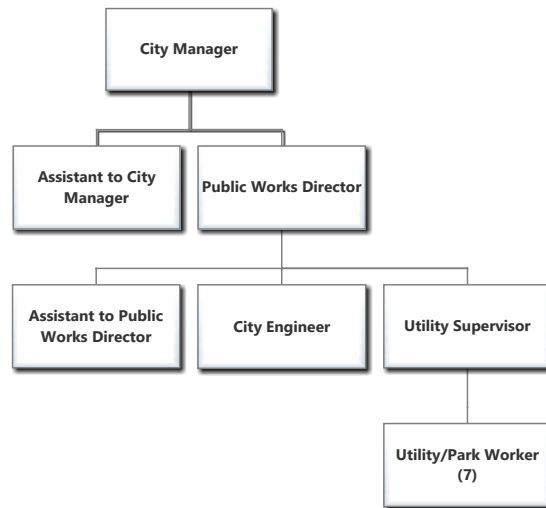 City Manager
Assistant to City
Manager
Public Works Director
Assistant to Public
Works Director
City Engineer
Utility Supervisor
Utility/Park Worker
(7)